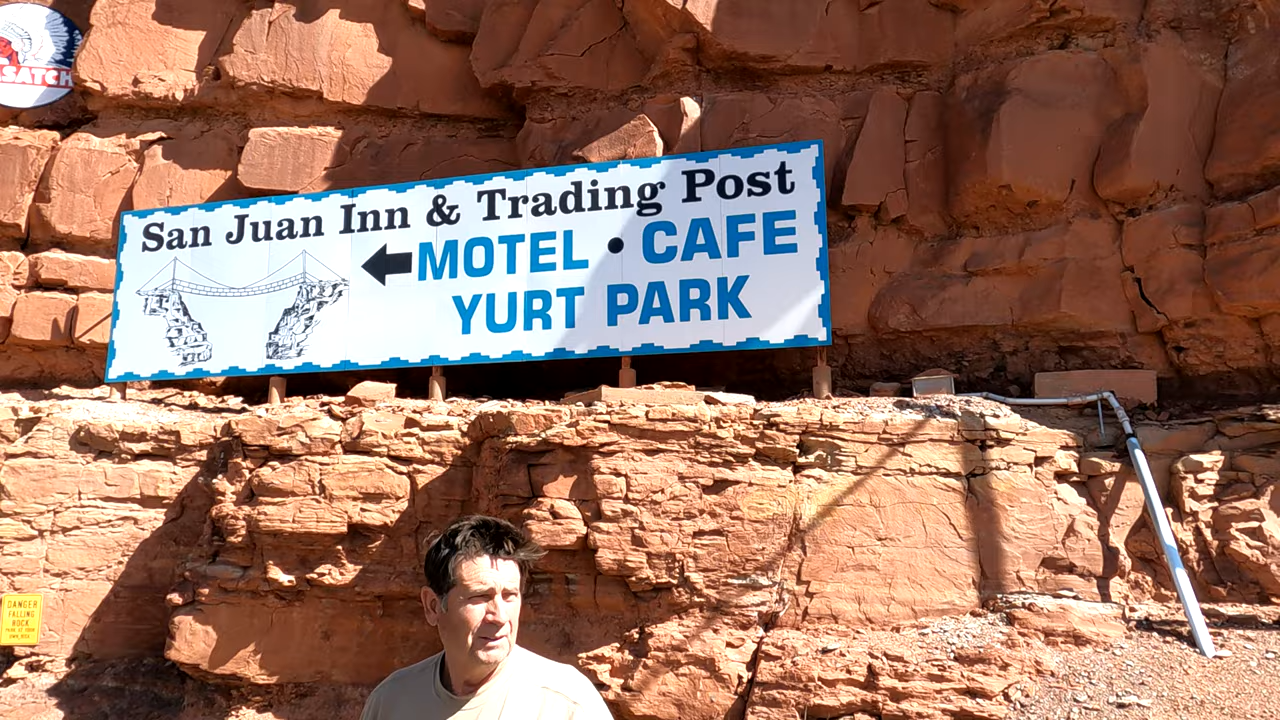 San Juan Inn & Trading Post
MOTEL • CAFE
YURT PARK
DANGER
FALLING
ROCK